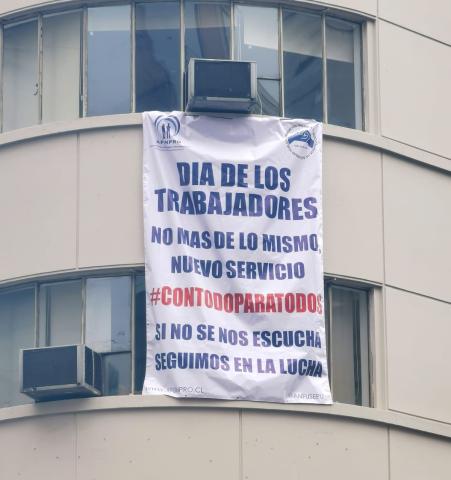 DIA DE LOS
TRABAJADORES
NO MAS DE LO MISMO,
NUEVO SERVICIO
#CONTODOPARATODOS
SI NO SE NOS ESCUCHA
SEGUIMOS EN LA LUCHA